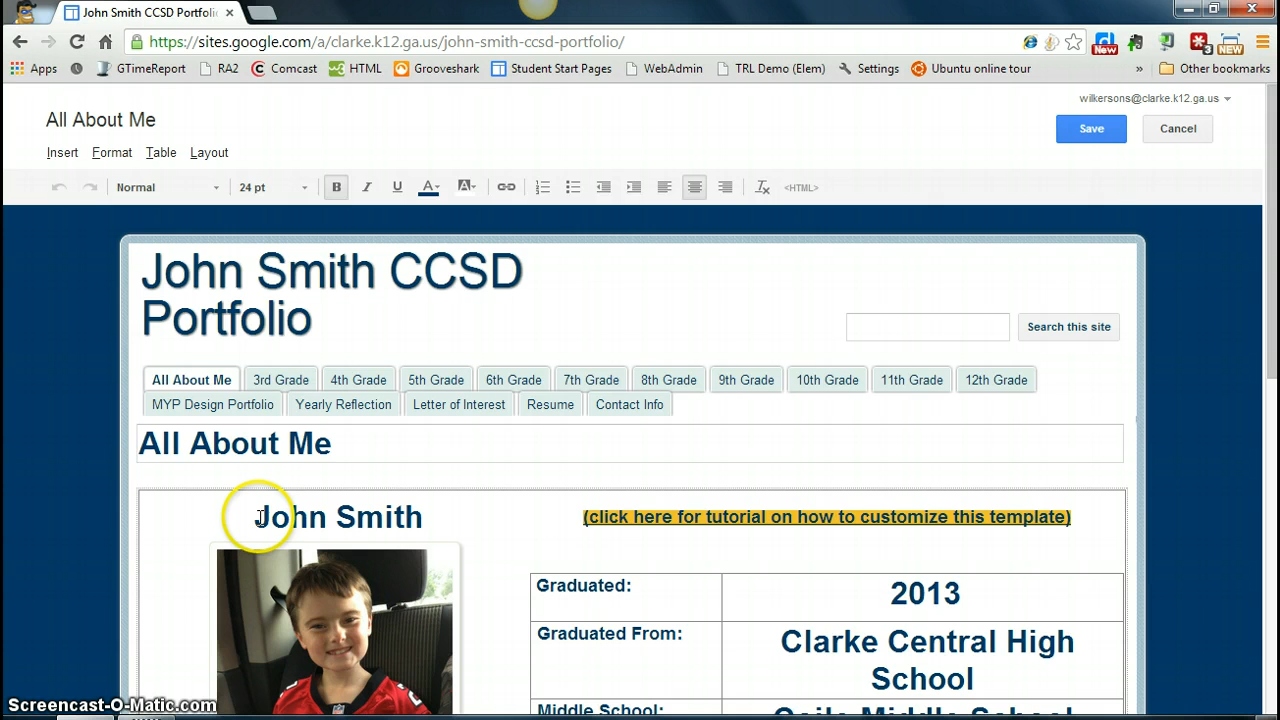 John Smith CCSD Portfolio
https://sites.google.com/a/clarke.k12.ga.us/john-smith-ccsd-portfolio/
New 3 NEW
Apps GTimeReport RA2 Comcast HTML Grooveshark Student Start Pages WebAdmin TRL Demo (Elem) Settings Ubuntu online tour » Other bookmarks
wilkersons@clarke.k12.ga.us
All About Me
Save Cancel
Insert Format Table Layout
Normal 24 pt B I U A A <HTML>
John Smith CCSD
Portfolio
Search this site
All About Me 3rd Grade 4th Grade 5th Grade 6th Grade 7th Grade 8th Grade 9th Grade 10th Grade 11th Grade 12th Grade
MYP Design Portfolio Yearly Reflection Letter of Interest Resume Contact Info
All About Me
John Smith (click here for tutorial on how to customize this template)
Graduated: 2013
Graduated From: Clarke Central High
School
Middle School:
Screencast-O-Matic.com